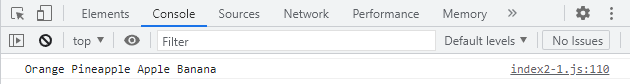 Elements Console Sources Network Performance Memory »
top ▾ Filter Default levels ▾ No Issues
Orange Pineapple Apple Banana index2-1.js:110